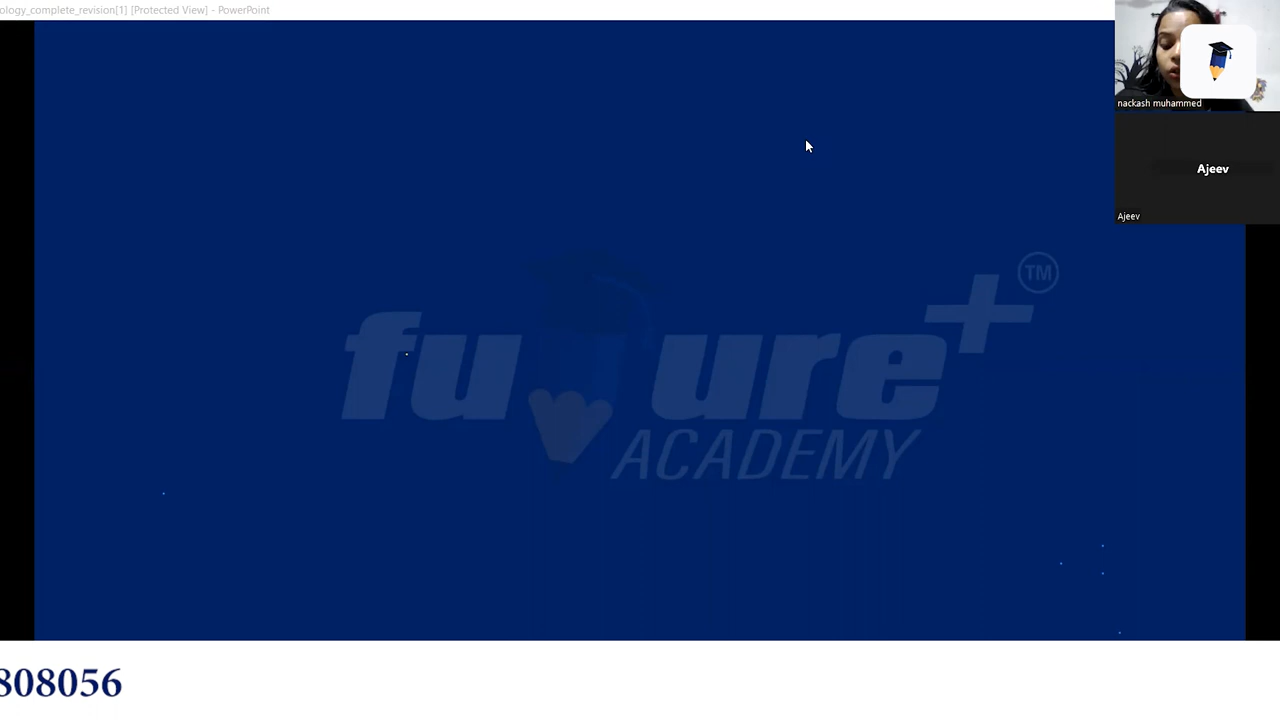 ology_complete_revision[1] [Protected View] - PowerPoint
nackash muhammed
Ajeev
Ajeev
future+ TM
ACADEMY
808056